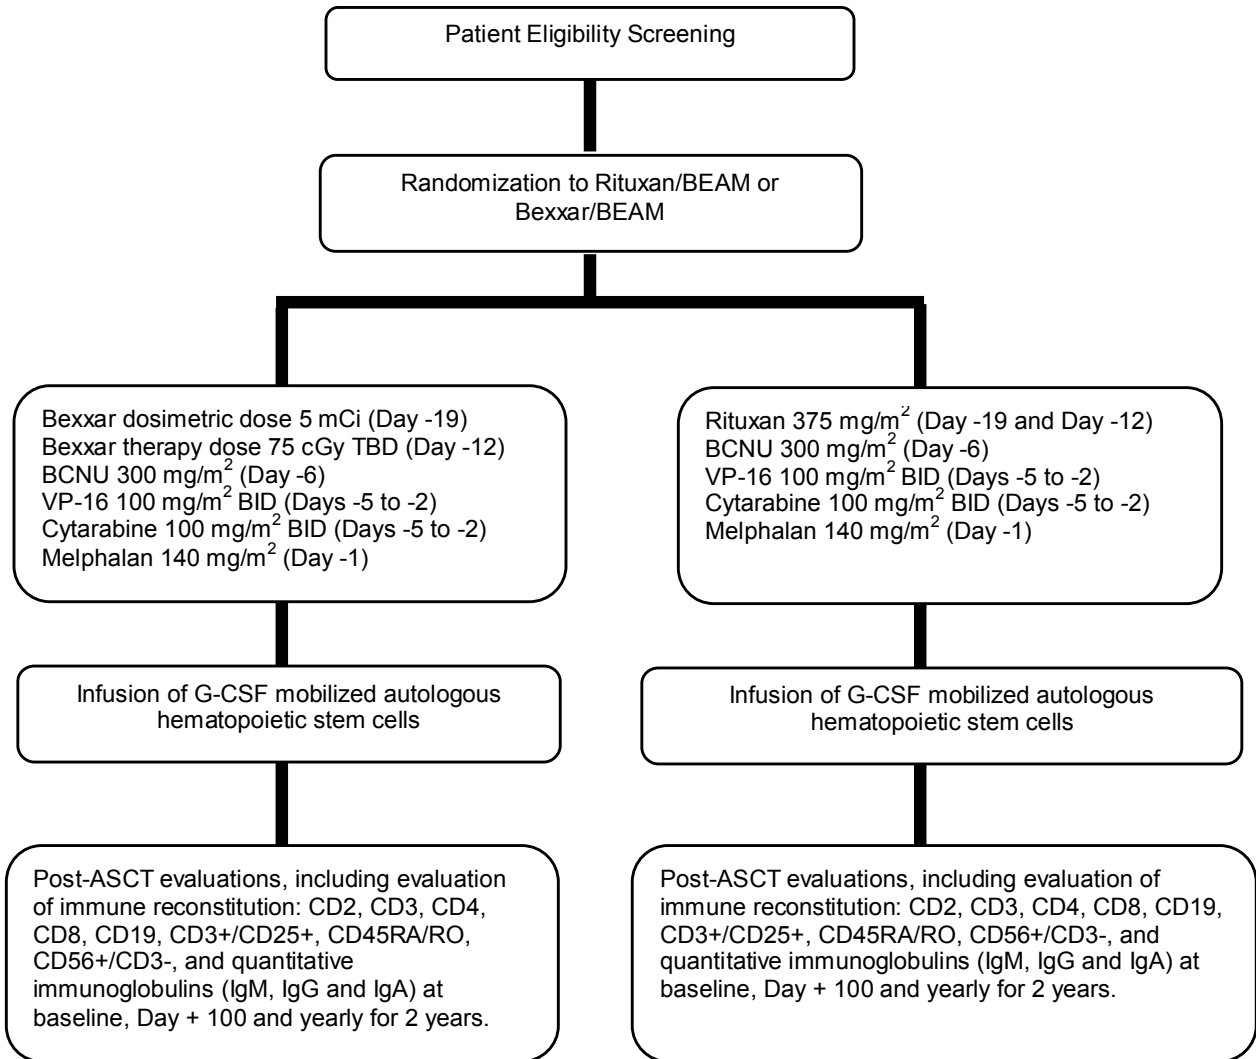 Patient Eligibility Screening
Randomization to Rituxan/BEAM or
Bexxar/BEAM
Bexxar dosimetric dose 5 mCi (Day -19)
Bexxar therapy dose 75 cGy TBD (Day -12)
BCNU 300 mg/m² (Day -6)
VP-16 100 mg/m² BID (Days -5 to -2)
Cytarabine 100 mg/m² BID (Days -5 to -2)
Melphalan 140 mg/m² (Day -1)
Rituxan 375 mg/m² (Day -19 and Day -12)
BCNU 300 mg/m² (Day -6)
VP-16 100 mg/m² BID (Days -5 to -2)
Cytarabine 100 mg/m² BID (Days -5 to -2)
Melphalan 140 mg/m² (Day -1)
Infusion of G-CSF mobilized autologous
hematopoietic stem cells
Infusion of G-CSF mobilized autologous
hematopoietic stem cells
Post-ASCT evaluations, including evaluation
of immune reconstitution: CD2, CD3, CD4,
CD8, CD19, CD3+/CD25+, CD45RA/RO,
CD56+/CD3-, and quantitative
immunoglobulins (IgM, IgG and IgA) at
baseline, Day + 100 and yearly for 2 years.
Post-ASCT evaluations, including evaluation of
immune reconstitution: CD2, CD3, CD4, CD8, CD19,
CD3+/CD25+, CD45RA/RO, CD56+/CD3-, and
quantitative immunoglobulins (IgM, IgG and IgA) at
baseline, Day + 100 and yearly for 2 years.